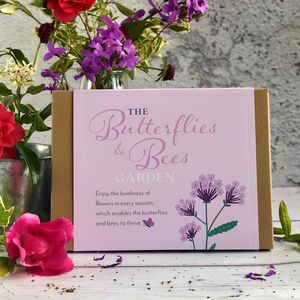 THE
Butterflies
& Bees
GARDEN
Enjoy the loveliness of
flowers in every season,
which enables the butterflies
and bees to thrive